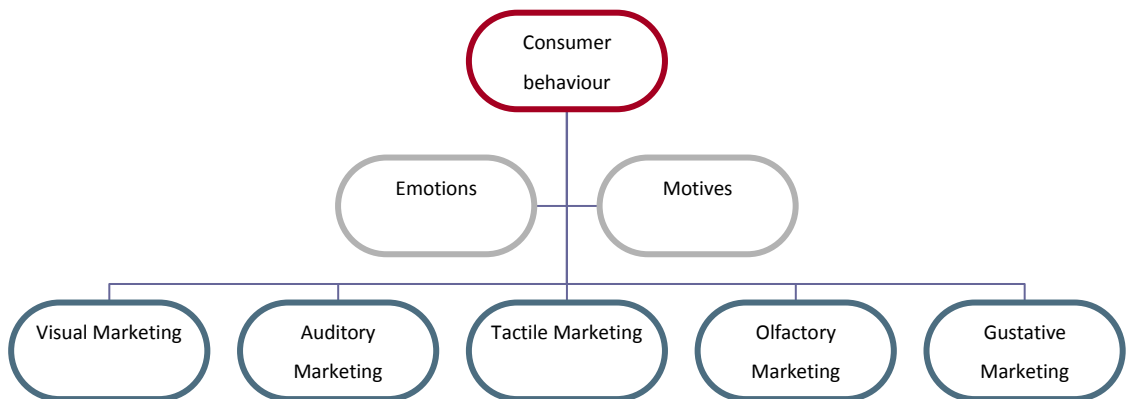 Consumer
behaviour
Emotions
Motives
Visual Marketing
Auditory
Marketing
Tactile Marketing
Olfactory
Marketing
Gustative
Marketing